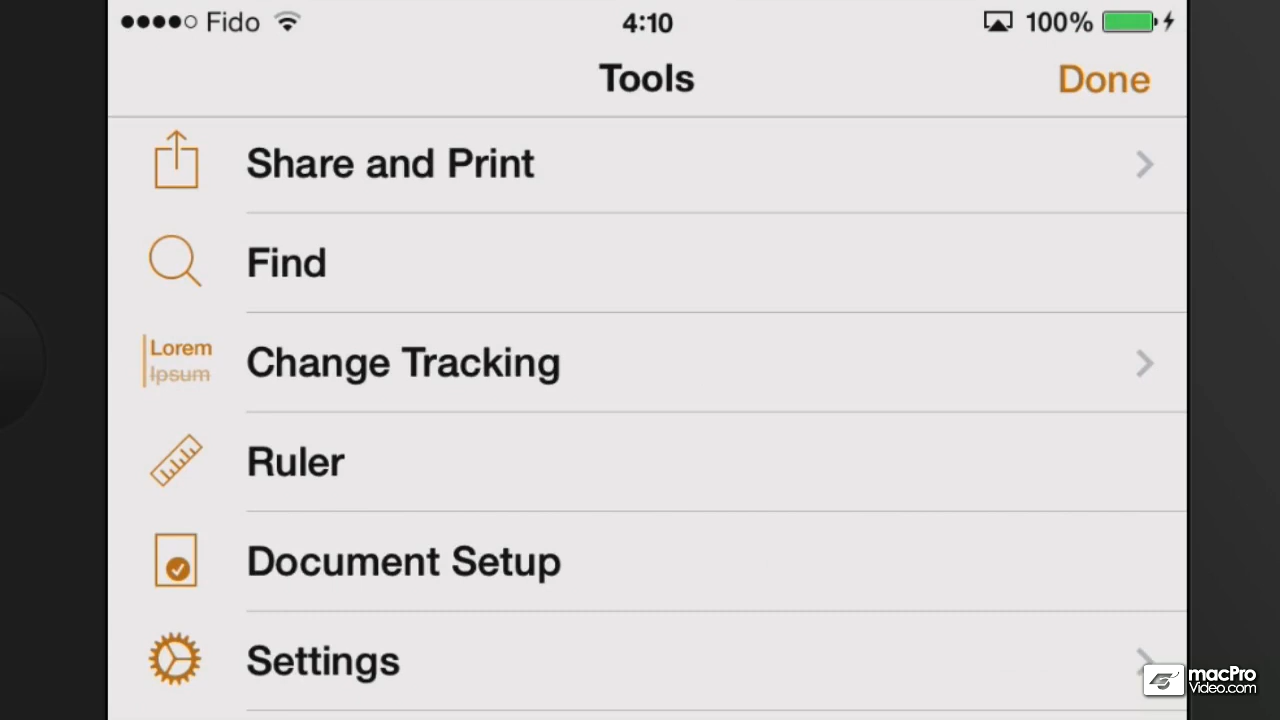 Fido 4:10 100%
Tools Done
Share and Print
Find
Lorem
Ipsum
Change Tracking
Ruler
Document Setup
Settings
macPro
Video.com